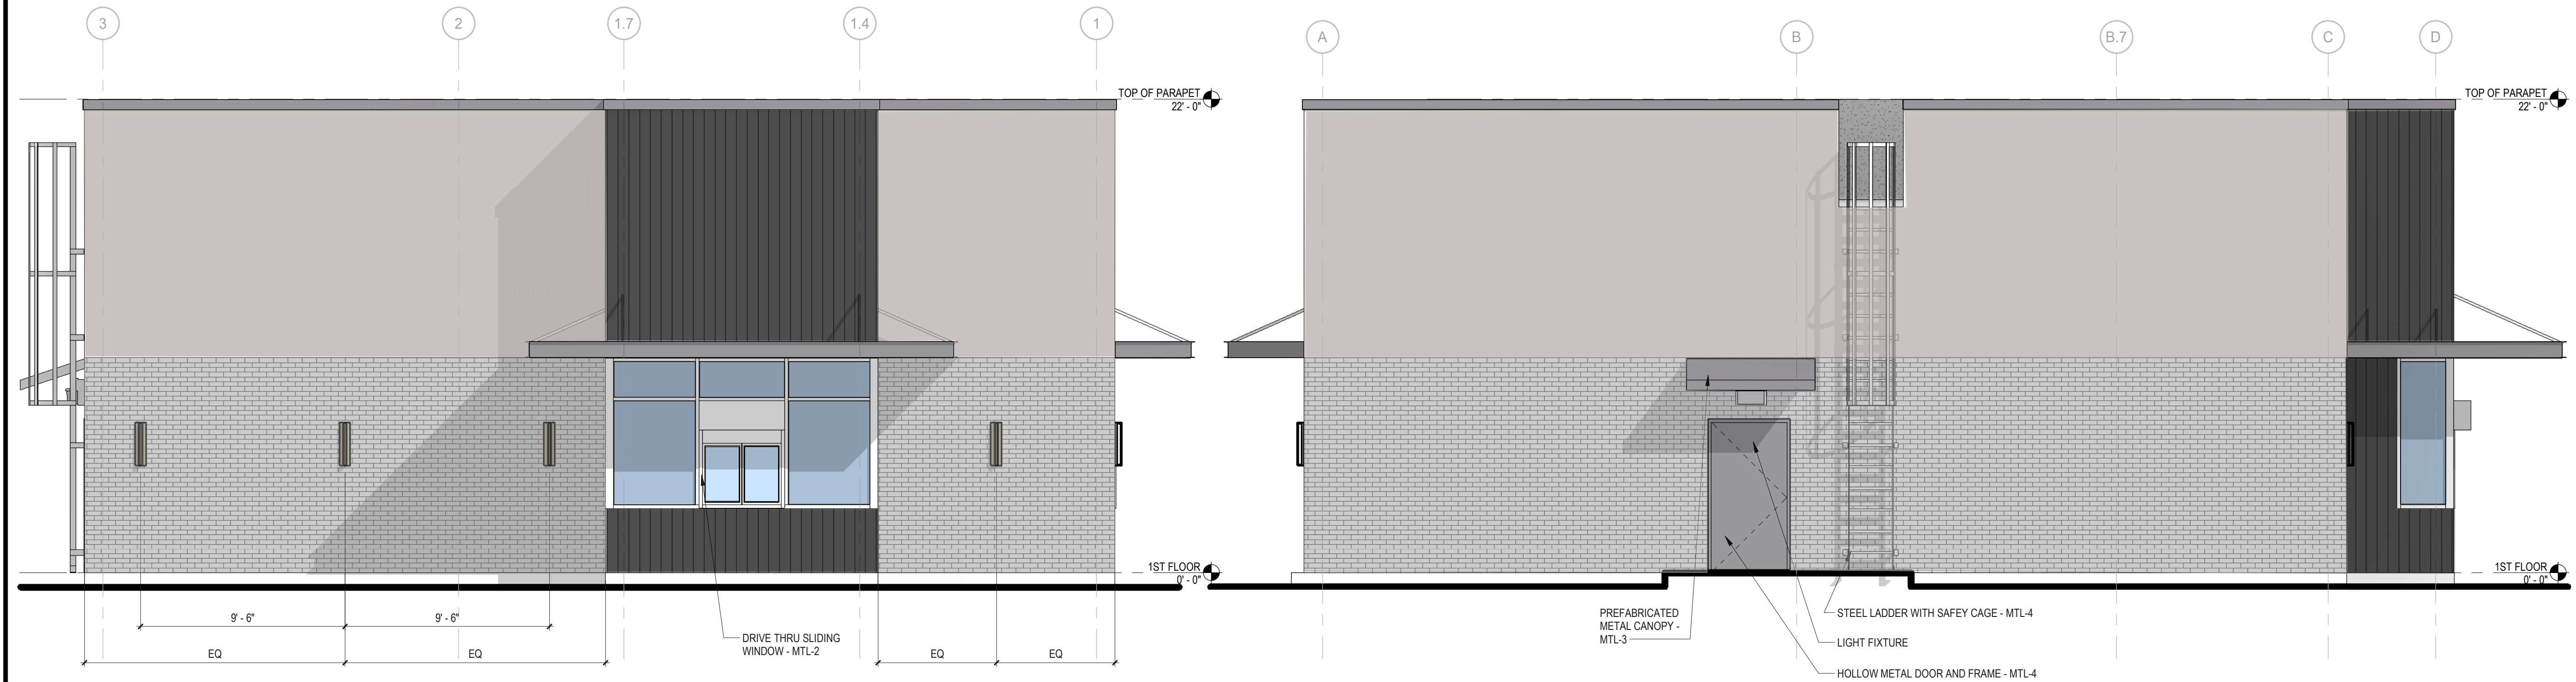 3
2
1.7
1.4
1
A
B
B.7
C
D
TOP OF PARAPET
22' - 0"
TOP OF PARAPET
22' - 0"
1ST FLOOR
0' - 0"
1ST FLOOR
0' - 0"
9' - 6"
9' - 6"
DRIVE THRU SLIDING
WINDOW - MTL-2
EQ
EQ
EQ
EQ
PREFABRICATED
METAL CANOPY -
MTL-3
STEEL LADDER WITH SAFEY CAGE - MTL-4
LIGHT FIXTURE
HOLLOW METAL DOOR AND FRAME - MTL-4